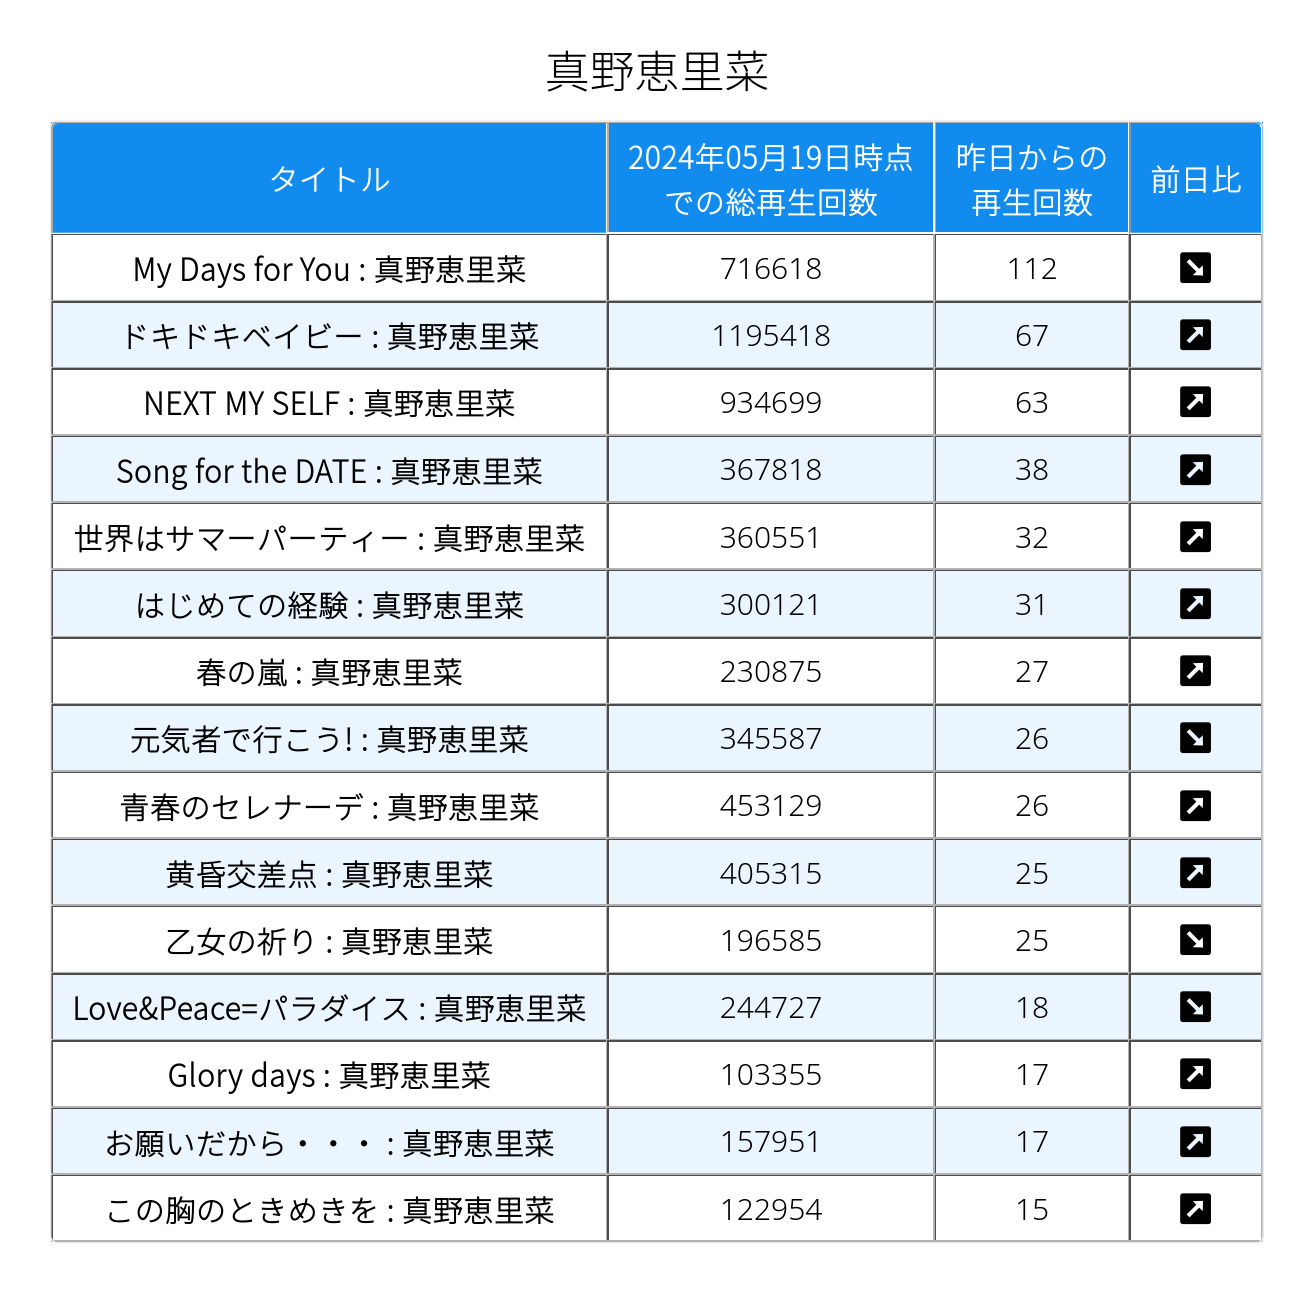 真野恵里菜
タイトル 2024年05月19日時点での総再生回数 昨日からの再生回数 前日比
My Days for You : 真野恵里菜 716618 112 ↘
ドキドキベイビー : 真野恵里菜 1195418 67 ↗
NEXT MY SELF : 真野恵里菜 934699 63 ↗
Song for the DATE : 真野恵里菜 367818 38 ↗
世界はサマーパーティー : 真野恵里菜 360551 32 ↗
はじめての経験 : 真野恵里菜 300121 31 ↗
春の嵐 : 真野恵里菜 230875 27 ↗
元気者で行こう! : 真野恵里菜 345587 26 ↘
青春のセレナーデ : 真野恵里菜 453129 26 ↗
黄昏交差点 : 真野恵里菜 405315 25 ↗
乙女の祈り : 真野恵里菜 196585 25 ↘
Love&Peace=パラダイス : 真野恵里菜 244727 18 ↘
Glory days : 真野恵里菜 103355 17 ↗
お願いだから・・・ : 真野恵里菜 157951 17 ↗
この胸のときめきを : 真野恵里菜 122954 15 ↗